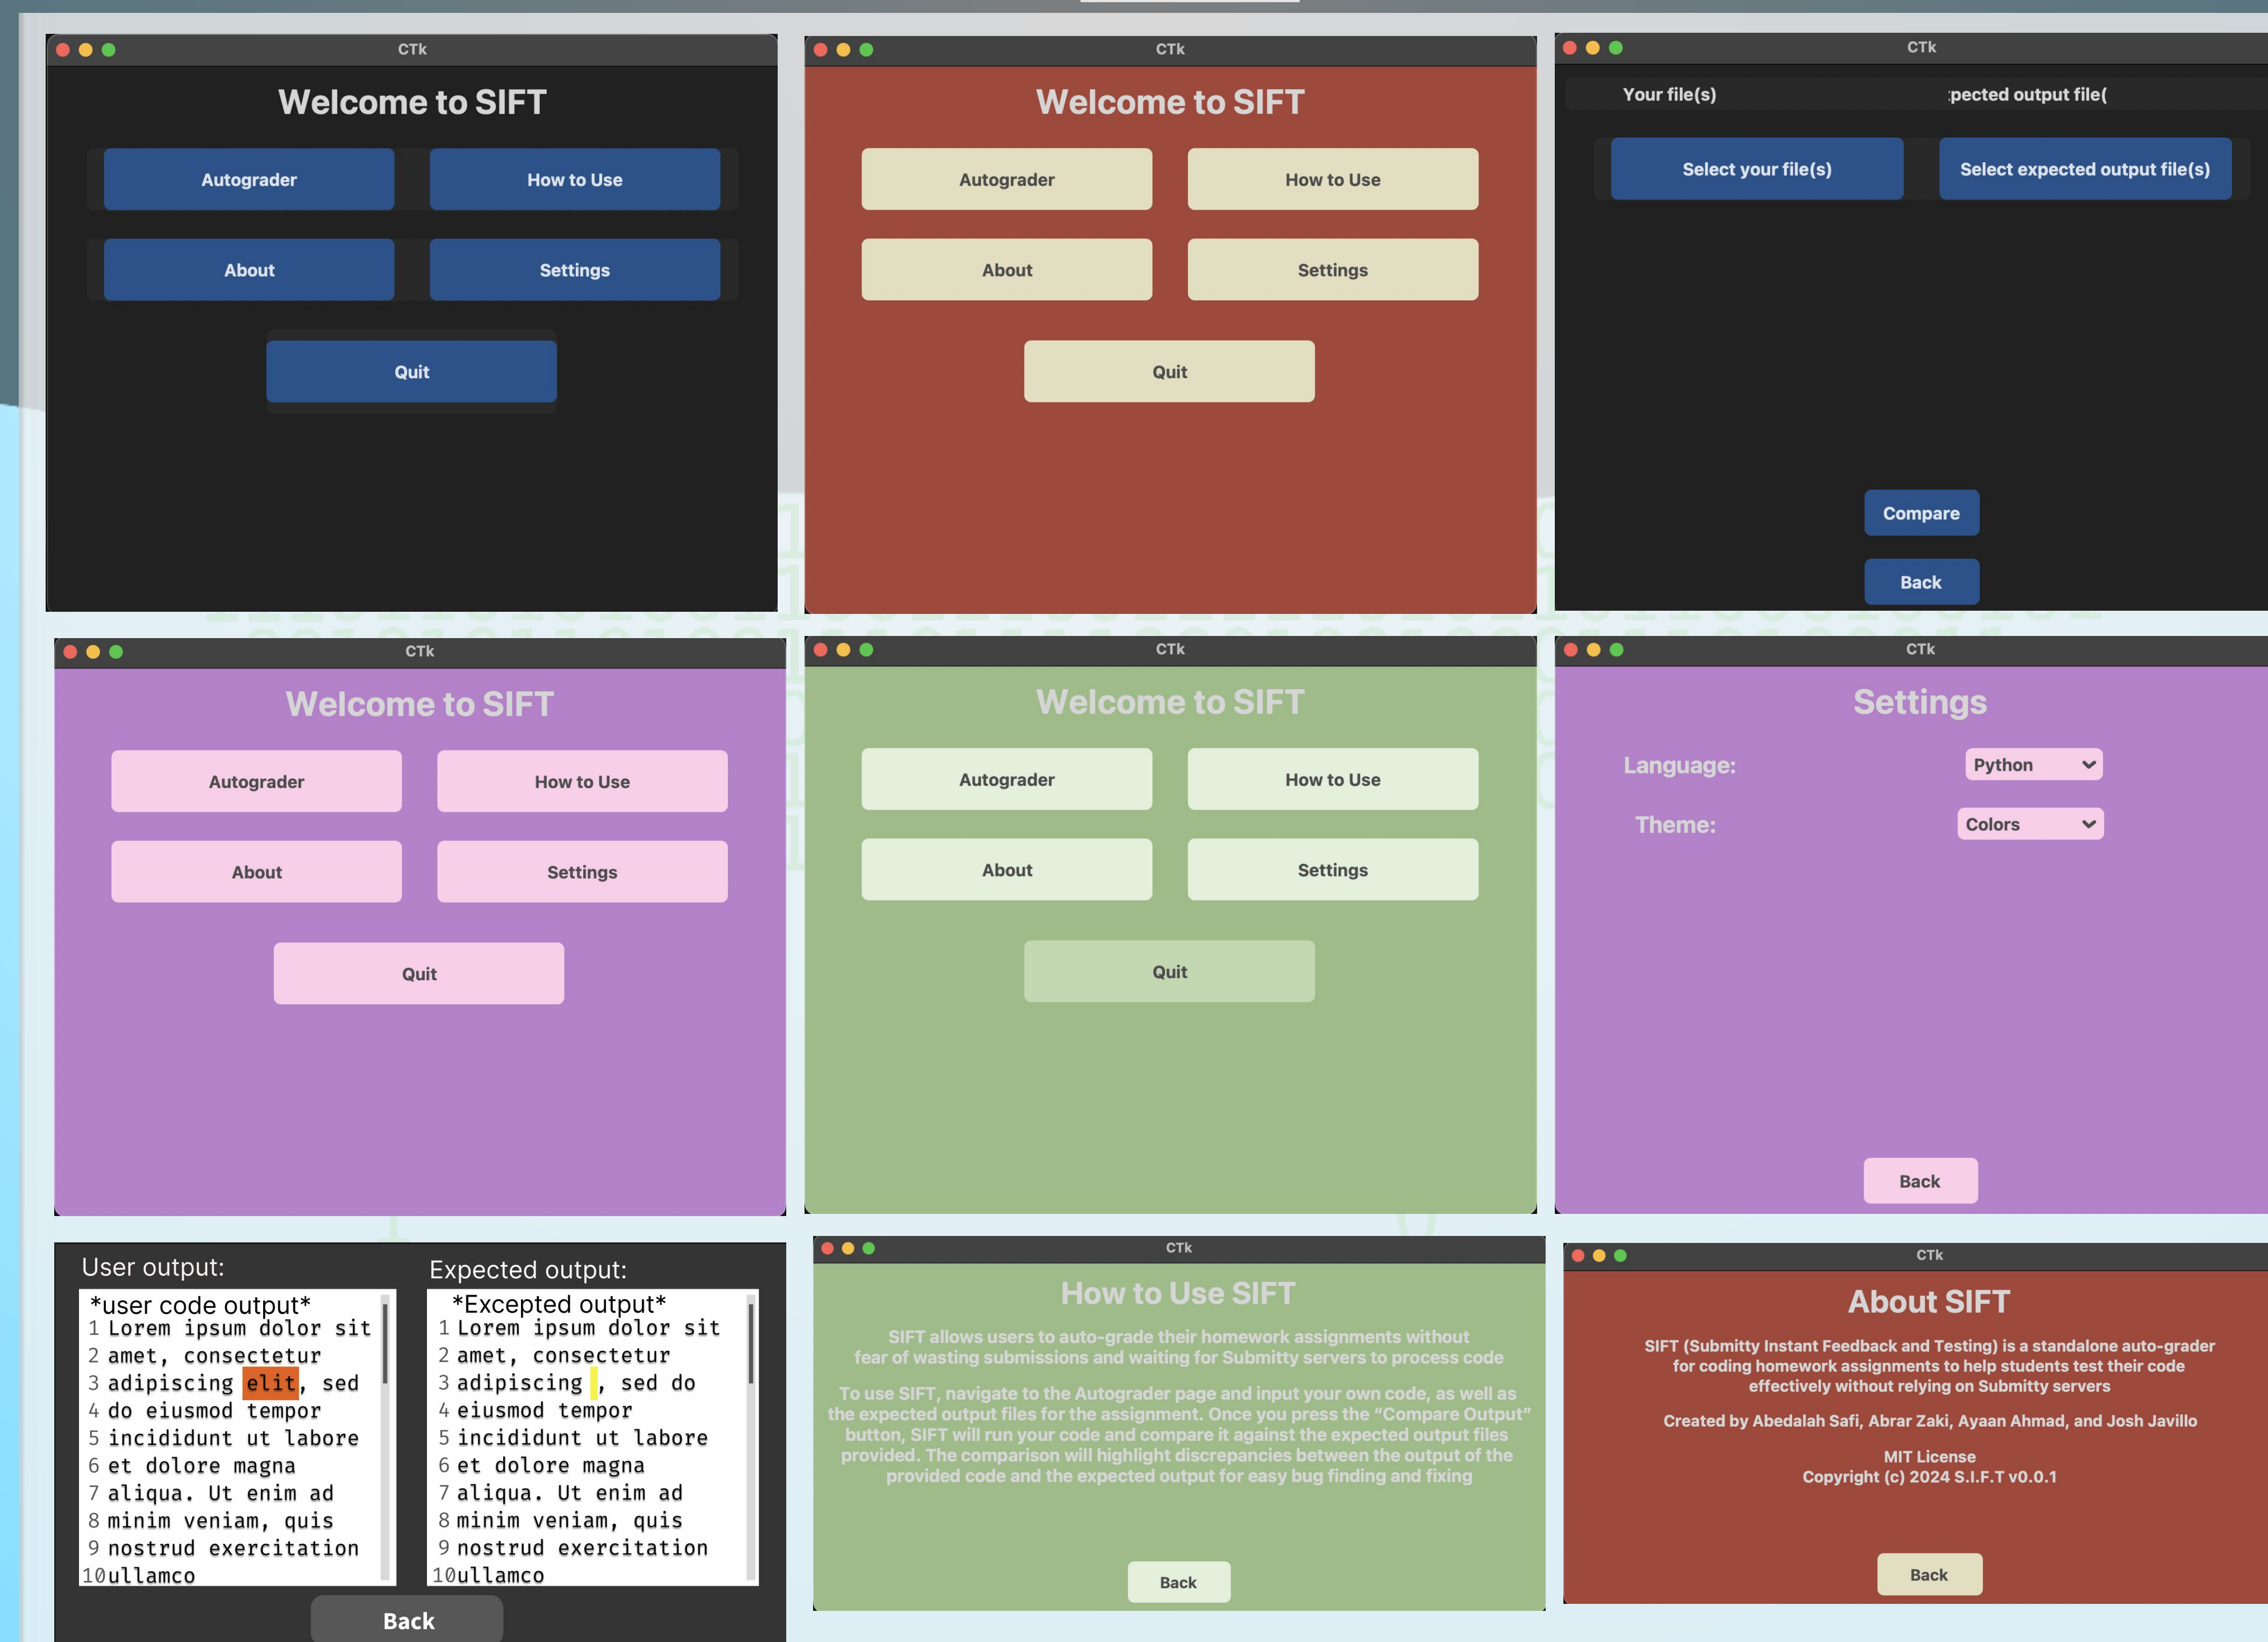 CTk
Welcome to SIFT
Autograder
How to Use
About
Settings
Quit
CTk
Welcome to SIFT
Autograder
How to Use
About
Settings
Quit
CTk
Your file(s)
pected output file(
Select your file(s)
Select expected output file(s)
Compare
Back
CTk
Welcome to SIFT
Autograder
How to Use
About
Settings
Quit
CTk
Welcome to SIFT
Autograder
How to Use
About
Settings
Quit
CTk
Settings
Language:
Python
Theme:
Colors
Back
User output:
*user code output*
1 Lorem ipsum dolor sit
2 amet, consectetur
3 adipiscing elit, sed
4 do eiusmod tempor
5 incididunt ut labore
6 et dolore magna
7 aliqua. Ut enim ad
8 minim veniam, quis
9 nostrud exercitation
10 ullamco
Expected output:
*Excepted output*
1 Lorem ipsum dolor sit
2 amet, consectetur
3 adipiscing , sed do
4 eiusmod tempor
5 incididunt ut labore
6 et dolore magna
7 aliqua. Ut enim ad
8 minim veniam, quis
9 nostrud exercitation
10 ullamco
Back
CTk
How to Use SIFT
SIFT allows users to auto-grade their homework assignments without
fear of wasting submissions and waiting for Submitty servers to process code
To use SIFT, navigate to the Autograder page and input your own code, as well as
the expected output files for the assignment. Once you press the “Compare Output”
button, SIFT will run your code and compare it against the expected output files
provided. The comparison will highlight discrepancies between the output of the
provided code and the expected output for easy bug finding and fixing
Back
CTk
About SIFT
SIFT (Submitty Instant Feedback and Testing) is a standalone auto-grader
for coding homework assignments to help students test their code
effectively without relying on Submitty servers
Created by Abedalah Safi, Abrar Zaki, Ayaan Ahmad, and Josh Javillo
MIT License
Copyright (c) 2024 S.I.F.T v0.0.1
Back